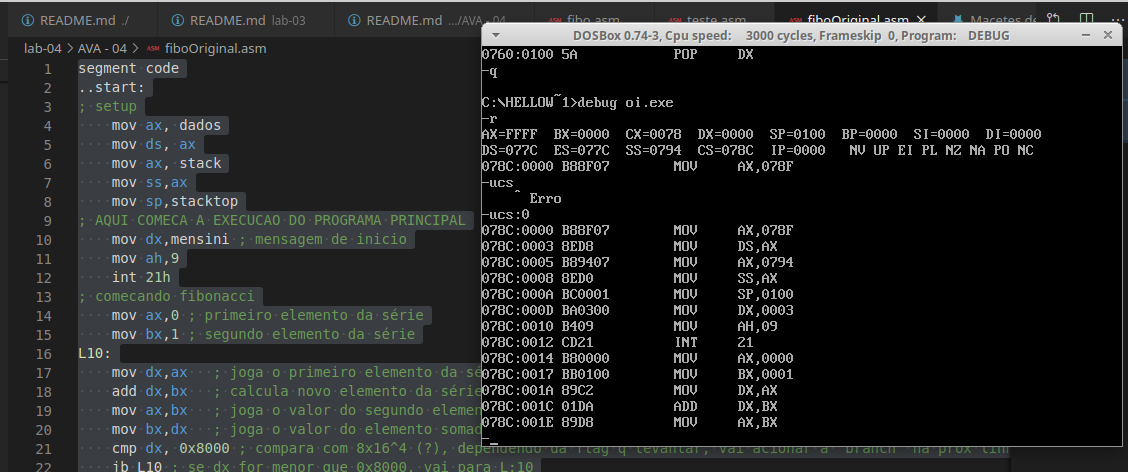 README.md ./
README.md lab-03
README.md .../AVA - 04
fibo.asm
teste.asm
fiboOriginal.asm
Macetes de
lab-04 > AVA - 04 > ASM fiboOriginal.asm
1 segment code
2 ..start:
3 ; setup
4 mov ax, dados
5 mov ds, ax
6 mov ax, stack
7 mov ss,ax
8 mov sp,stacktop
9 ; AQUI COMECA A EXECUCAO DO PROGRAMA PRINCIPAL
10 mov dx,mensini ; mensagem de inicio
11 mov ah,9
12 int 21h
13 ; comecando fibonacci
14 mov ax,0 ; primeiro elemento da série
15 mov bx,1 ; segundo elemento da série
16 L10:
17 mov dx,ax ; joga o primeiro elemento da sé
18 add dx,bx ; calcula novo elemento da série
19 mov ax,bx ; joga o valor do segundo elemen
20 mov bx,dx ; joga o valor do elemento somad
21 cmp dx, 0x8000 ; compara com 8x16^4 (?), dependendo da flag q levantar, vai acionar a "branch" na prox lin
22 jb L10 ; se dx for menor que 0x8000, vai para L:10
DOSBox 0.74-3, Cpu speed: 3000 cycles, Frameskip 0, Program: DEBUG
0760:0100 5A POP DX
-q
C:\HELLOW~1>debug oi.exe
-r
AX=FFFF BX=0000 CX=0078 DX=0000 SP=0100 BP=0000 SI=0000 DI=0000
DS=077C ES=077C SS=0794 CS=078C IP=0000 NV UP EI PL NZ NA PO NC
078C:0000 B88F07 MOV AX,078F
-ucs
^ Erro
-ucs:0
078C:0000 B88F07 MOV AX,078F
078C:0003 8ED8 MOV DS,AX
078C:0005 B89407 MOV AX,0794
078C:0008 8ED0 MOV SS,AX
078C:000A BC0001 MOV SP,0100
078C:000D BA0300 MOV DX,0003
078C:0010 B409 MOV AH,09
078C:0012 CD21 INT 21
078C:0014 B80000 MOV AX,0000
078C:0017 BB0100 MOV BX,0001
078C:001A 89C2 MOV DX,AX
078C:001C 01DA ADD DX,BX
078C:001E 89D8 MOV AX,BX
-_